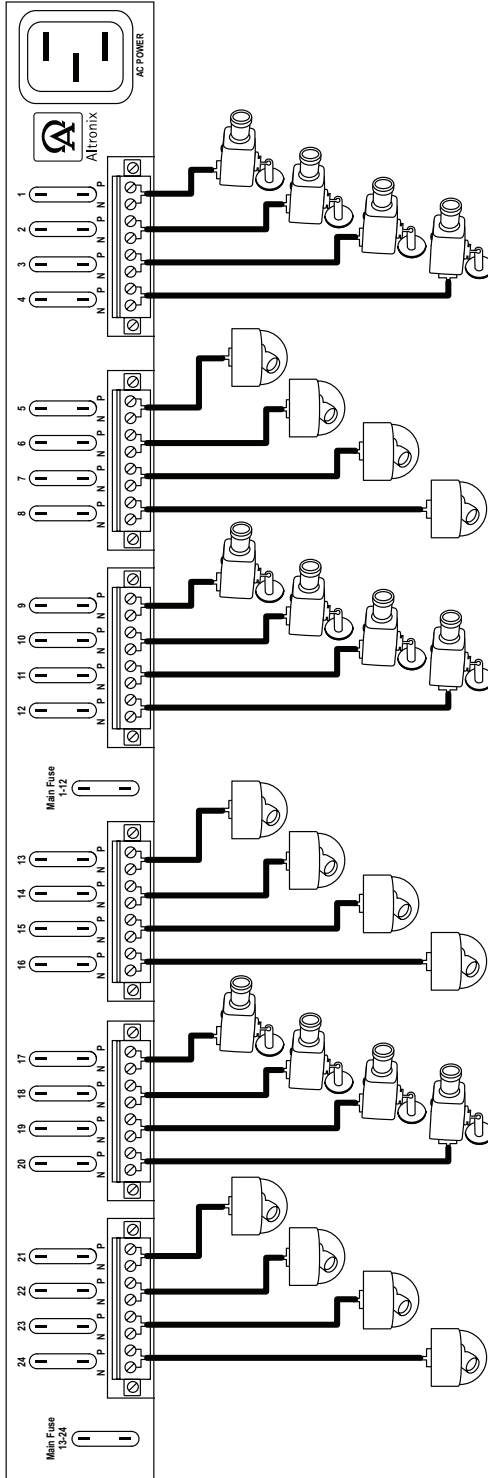 Main Fuse
13-24
24 23 22 21
N P N P N P N P
20 19 18 17
N P N P N P N P
16 15 14 13
N P N P N P N P
Main Fuse
1-12
12 11 10 9
N P N P N P N P
8 7 6 5
N P N P N P N P
4 3 2 1
N P N P N P N P
Altronix
AC POWER